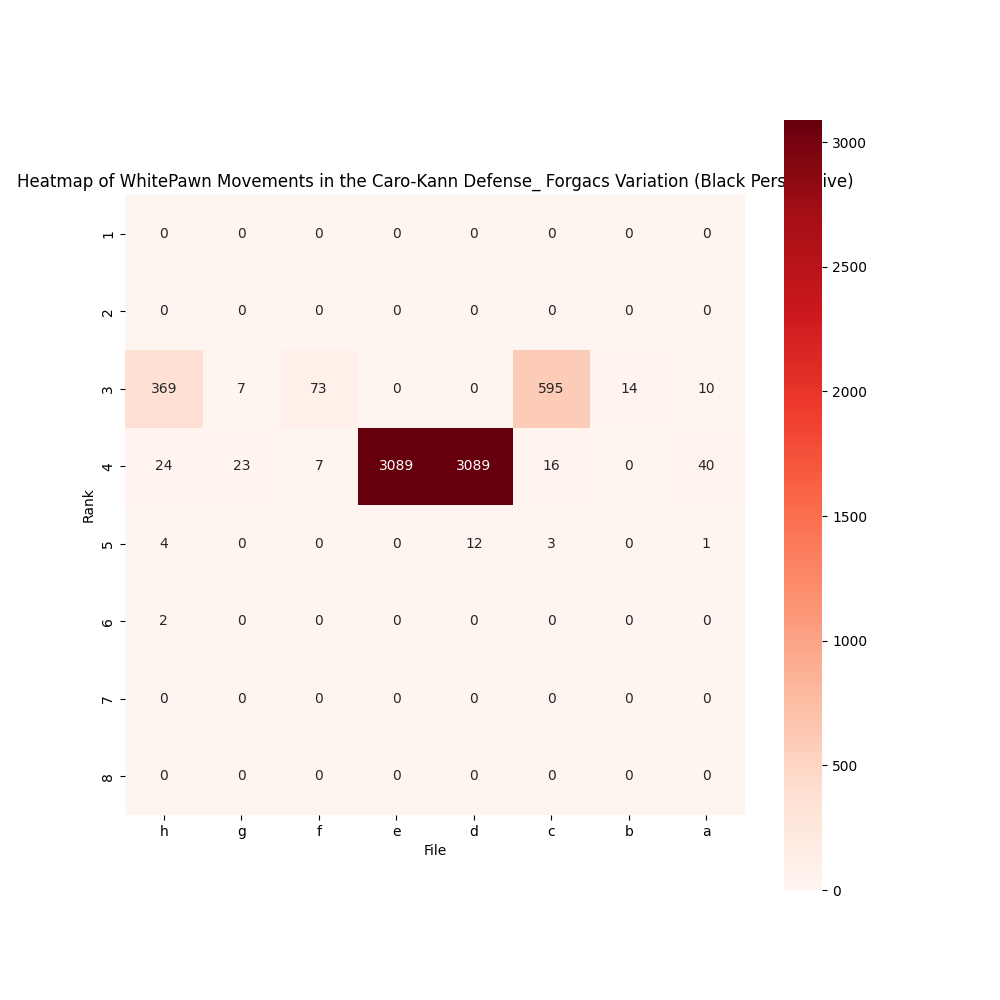 Heatmap of WhitePawn Movements in the Caro-Kann Defense_ Forgacs Variation (Black Perspective)
3000
1 0 0 0 0 0 0 0 0
2500
2 0 0 0 0 0 0 0 0
2000
3 369 7 73 0 0 595 14 10
4 24 23 7 3089 3089 16 0 40
Rank
1500
5 4 0 0 0 12 3 0 1
1000
6 2 0 0 0 0 0 0 0
7 0 0 0 0 0 0 0 0
500
8 0 0 0 0 0 0 0 0
h g f e d c b a
File
0